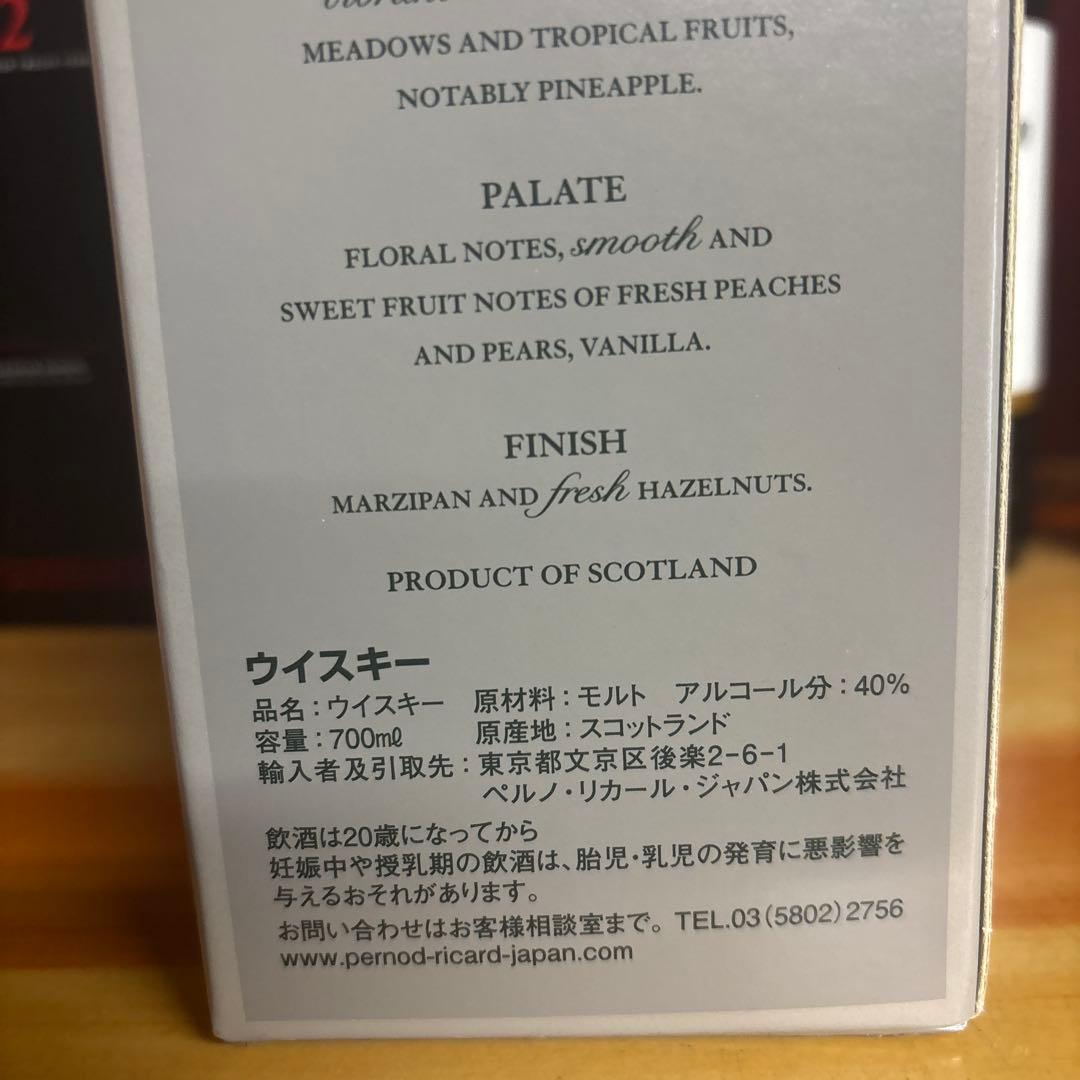 MEADOWS AND TROPICAL FRUITS,
NOTABLY PINEAPPLE.
PALATE
FLORAL NOTES, smooth AND
SWEET FRUIT NOTES OF FRESH PEACHES
AND PEARS, VANILLA.
FINISH
MARZIPAN AND fresh HAZELNUTS.
PRODUCT OF SCOTLAND
ウイスキー
品名：ウイスキー 原材料：モルト アルコール分：40%
容量：700㎖ 原産地：スコットランド
輸入者及引取先：東京都文京区後楽2-6-1
ペルノ・リカール・ジャパン株式会社
飲酒は20歳になってから
妊娠中や授乳期の飲酒は、胎児・乳児の発育に悪影響を
与えるおそれがあります。
お問い合わせはお客様相談室まで。TEL.03(5802)2756
www.pernod-ricard-japan.com
2